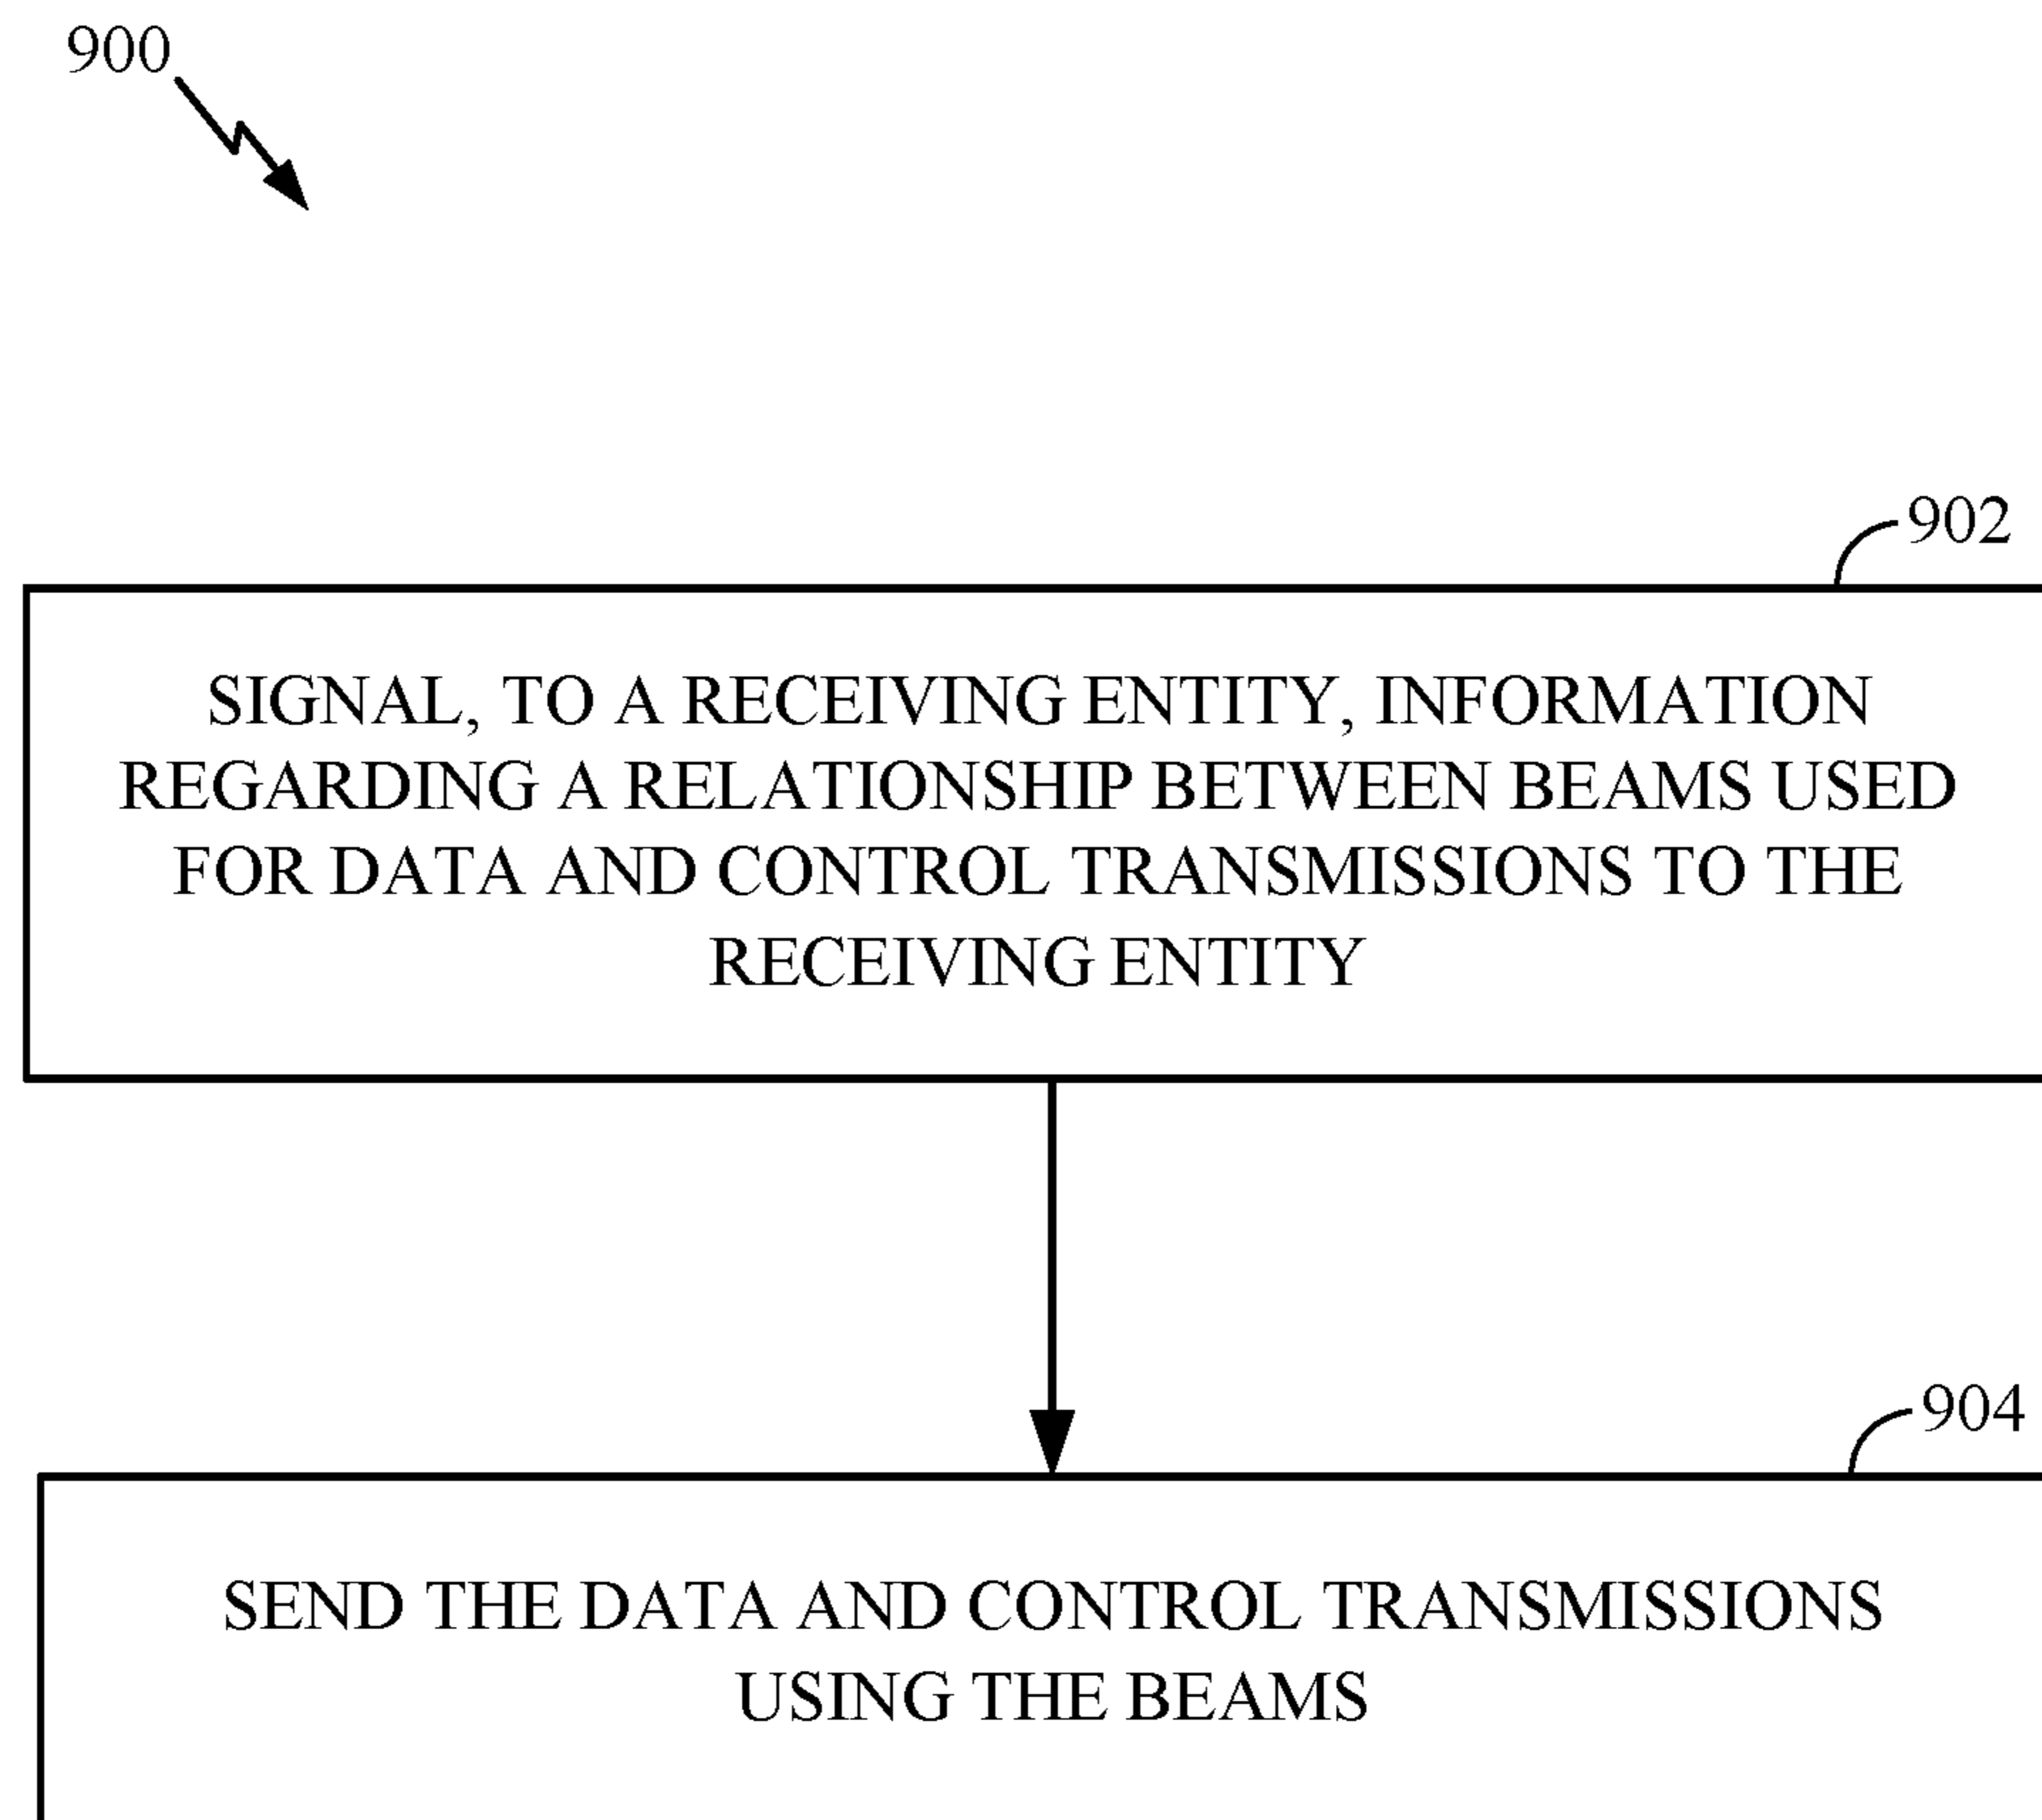 900
902
SIGNAL, TO A RECEIVING ENTITY, INFORMATION
REGARDING A RELATIONSHIP BETWEEN BEAMS USED
FOR DATA AND CONTROL TRANSMISSIONS TO THE
RECEIVING ENTITY
904
SEND THE DATA AND CONTROL TRANSMISSIONS
USING THE BEAMS